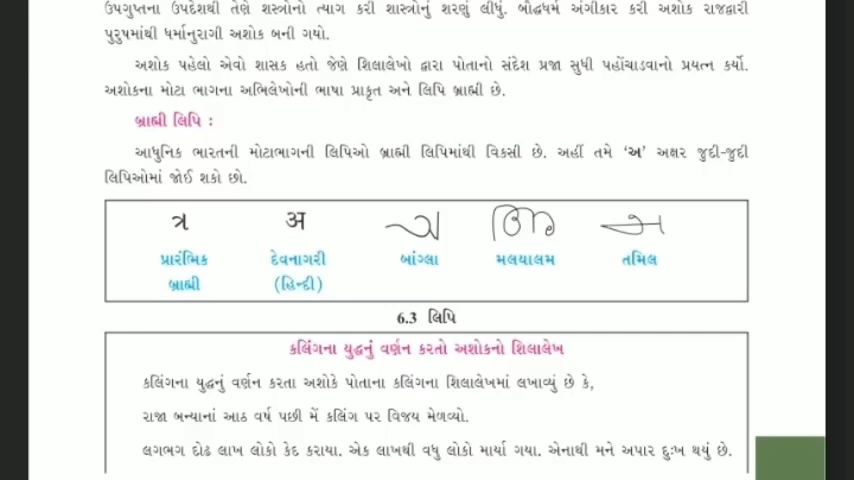 ઉપગુપ્તના ઉપદેશથી તેણે શસ્ત્રોનો ત્યાગ કરી શાસ્ત્રોનું શરણું લીધું. બૌદ્ધધર્મ અંગીકાર કરી અશોક રાજદ્વારી
પુરુષમાંથી ધર્માનુરાગી અશોક બની ગયો.
અશોક પહેલો એવો શાસક હતો જેણે શિલાલેખો દ્વારા પોતાનો સંદેશ પ્રજા સુધી પહોંચાડવાનો પ્રયત્ન કર્યો.
અશોકના મોટા ભાગના અભિલેખોની ભાષા પ્રાકૃત અને લિપિ બ્રાહ્મી છે.
બ્રાહ્મી લિપિ :
આધુનિક ભારતની મોટાભાગની લિપિઓ બ્રાહ્મી લિપિમાંથી વિકસી છે. અહીં તમે ‘અ’ અક્ષર જુદી-જુદી
લિપિઓમાં જોઈ શકો છો.
त्र अ অ അ அ
પ્રારંભિક દેવનાગરી બાંગ્લા મલયાલમ તમિલ
બ્રાહ્મી (હિન્દી)
6.3 લિપિ
કલિંગના યુદ્ધનું વર્ણન કરતો અશોકનો શિલાલેખ
કલિંગના યુદ્ધનું વર્ણન કરતા અશોકે પોતાના કલિંગના શિલાલેખમાં લખાવ્યું છે કે,
રાજા બન્યાનાં આઠ વર્ષ પછી મેં કલિંગ પર વિજય મેળવ્યો.
લગભગ દોઢ લાખ લોકો કેદ કરાયા. એક લાખથી વધુ લોકો માર્યા ગયા. એનાથી મને અપાર દુઃખ થયું છે.